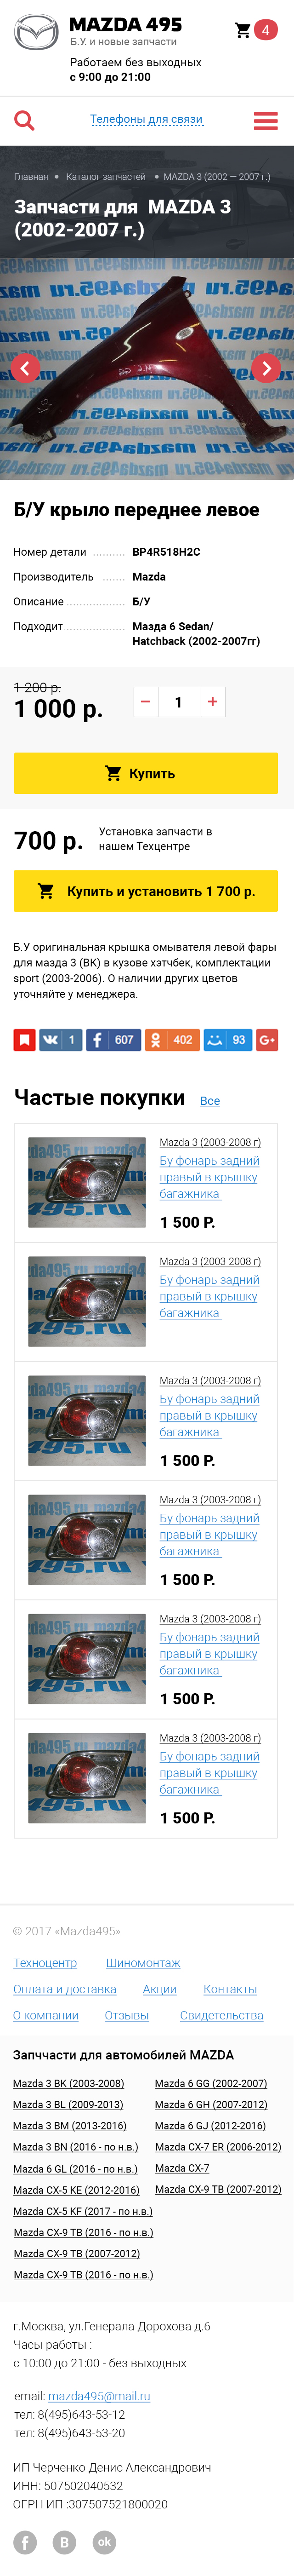 MAZDA 495
Б.У. и новые запчасти
4
Работаем без выходных
с 9:00 до 21:00
Телефоны для связи
Главная • Каталог запчастей • MAZDA 3 (2002 — 2007 г.)
Запчасти для MAZDA 3
(2002-2007 г.)
Б/У крыло переднее левое
Номер детали .......... BP4R518H2C
Производитель ...... Mazda
Описание ................ Б/У
Подходит................. Мазда 6 Sedan/
Hatchback (2002-2007гг)
1 200 р.
1 000 р.
− 1 +
Купить
700 р.
Установка запчасти в
нашем Техцентре
Купить и установить 1 700 р.
Б.У оригинальная крышка омывателя левой фары
для мазда 3 (ВК) в кузове хэтчбек, комплектации
sport (2003-2006). О наличии других цветов
уточняйте у менеджера.
1 607 402 93
Частые покупки Все
Mazda 3 (2003-2008 г)
Бу фонарь задний
правый в крышку
багажника
1 500 Р.
Mazda 3 (2003-2008 г)
Бу фонарь задний
правый в крышку
багажника
Mazda 3 (2003-2008 г)
Бу фонарь задний
правый в крышку
багажника
1 500 Р.
Mazda 3 (2003-2008 г)
Бу фонарь задний
правый в крышку
багажника
1 500 Р.
Mazda 3 (2003-2008 г)
Бу фонарь задний
правый в крышку
багажника
1 500 Р.
Mazda 3 (2003-2008 г)
Бу фонарь задний
правый в крышку
багажника
1 500 Р.
© 2017 «Mazda495»
Техноцентр Шиномонтаж
Оплата и доставка Акции Контакты
О компании Отзывы Свидетельства
Запччасти для автомобилей MAZDA
Mazda 3 BK (2003-2008) Mazda 6 GG (2002-2007)
Mazda 3 BL (2009-2013) Mazda 6 GH (2007-2012)
Mazda 3 BM (2013-2016) Mazda 6 GJ (2012-2016)
Mazda 3 BN (2016 - по н.в.) Mazda CX-7 ER (2006-2012)
Mazda 6 GL (2016 - по н.в.) Mazda CX-7
Mazda CX-5 KE (2012-2016) Mazda CX-9 TB (2007-2012)
Mazda CX-5 KF (2017 - по н.в.)
Mazda CX-9 TB (2016 - по н.в.)
Mazda CX-9 TB (2007-2012)
Mazda CX-9 TB (2016 - по н.в.)
г.Москва, ул.Генерала Дорохова д.6
Часы работы :
с 10:00 до 21:00 - без выходных
email: mazda495@mail.ru
тел: 8(495)643-53-12
тел: 8(495)643-53-20
ИП Черченко Денис Александрович
ИНН: 507502040532
ОГРН ИП :307507521800020
f В ok